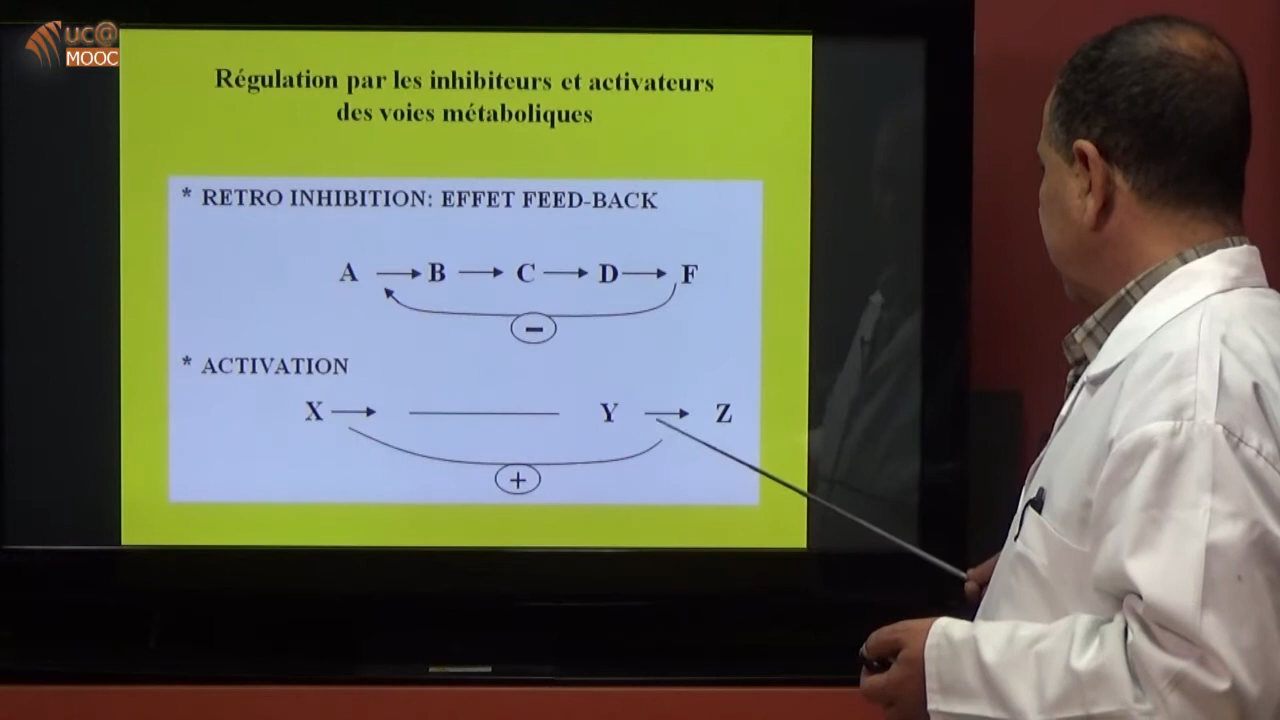 UC@
MOOC
Régulation par les inhibiteurs et activateurs
des voies métaboliques
* RETRO INHIBITION: EFFET FEED-BACK
A → B → C → D → F
−
* ACTIVATION
X → —— Y → Z
+